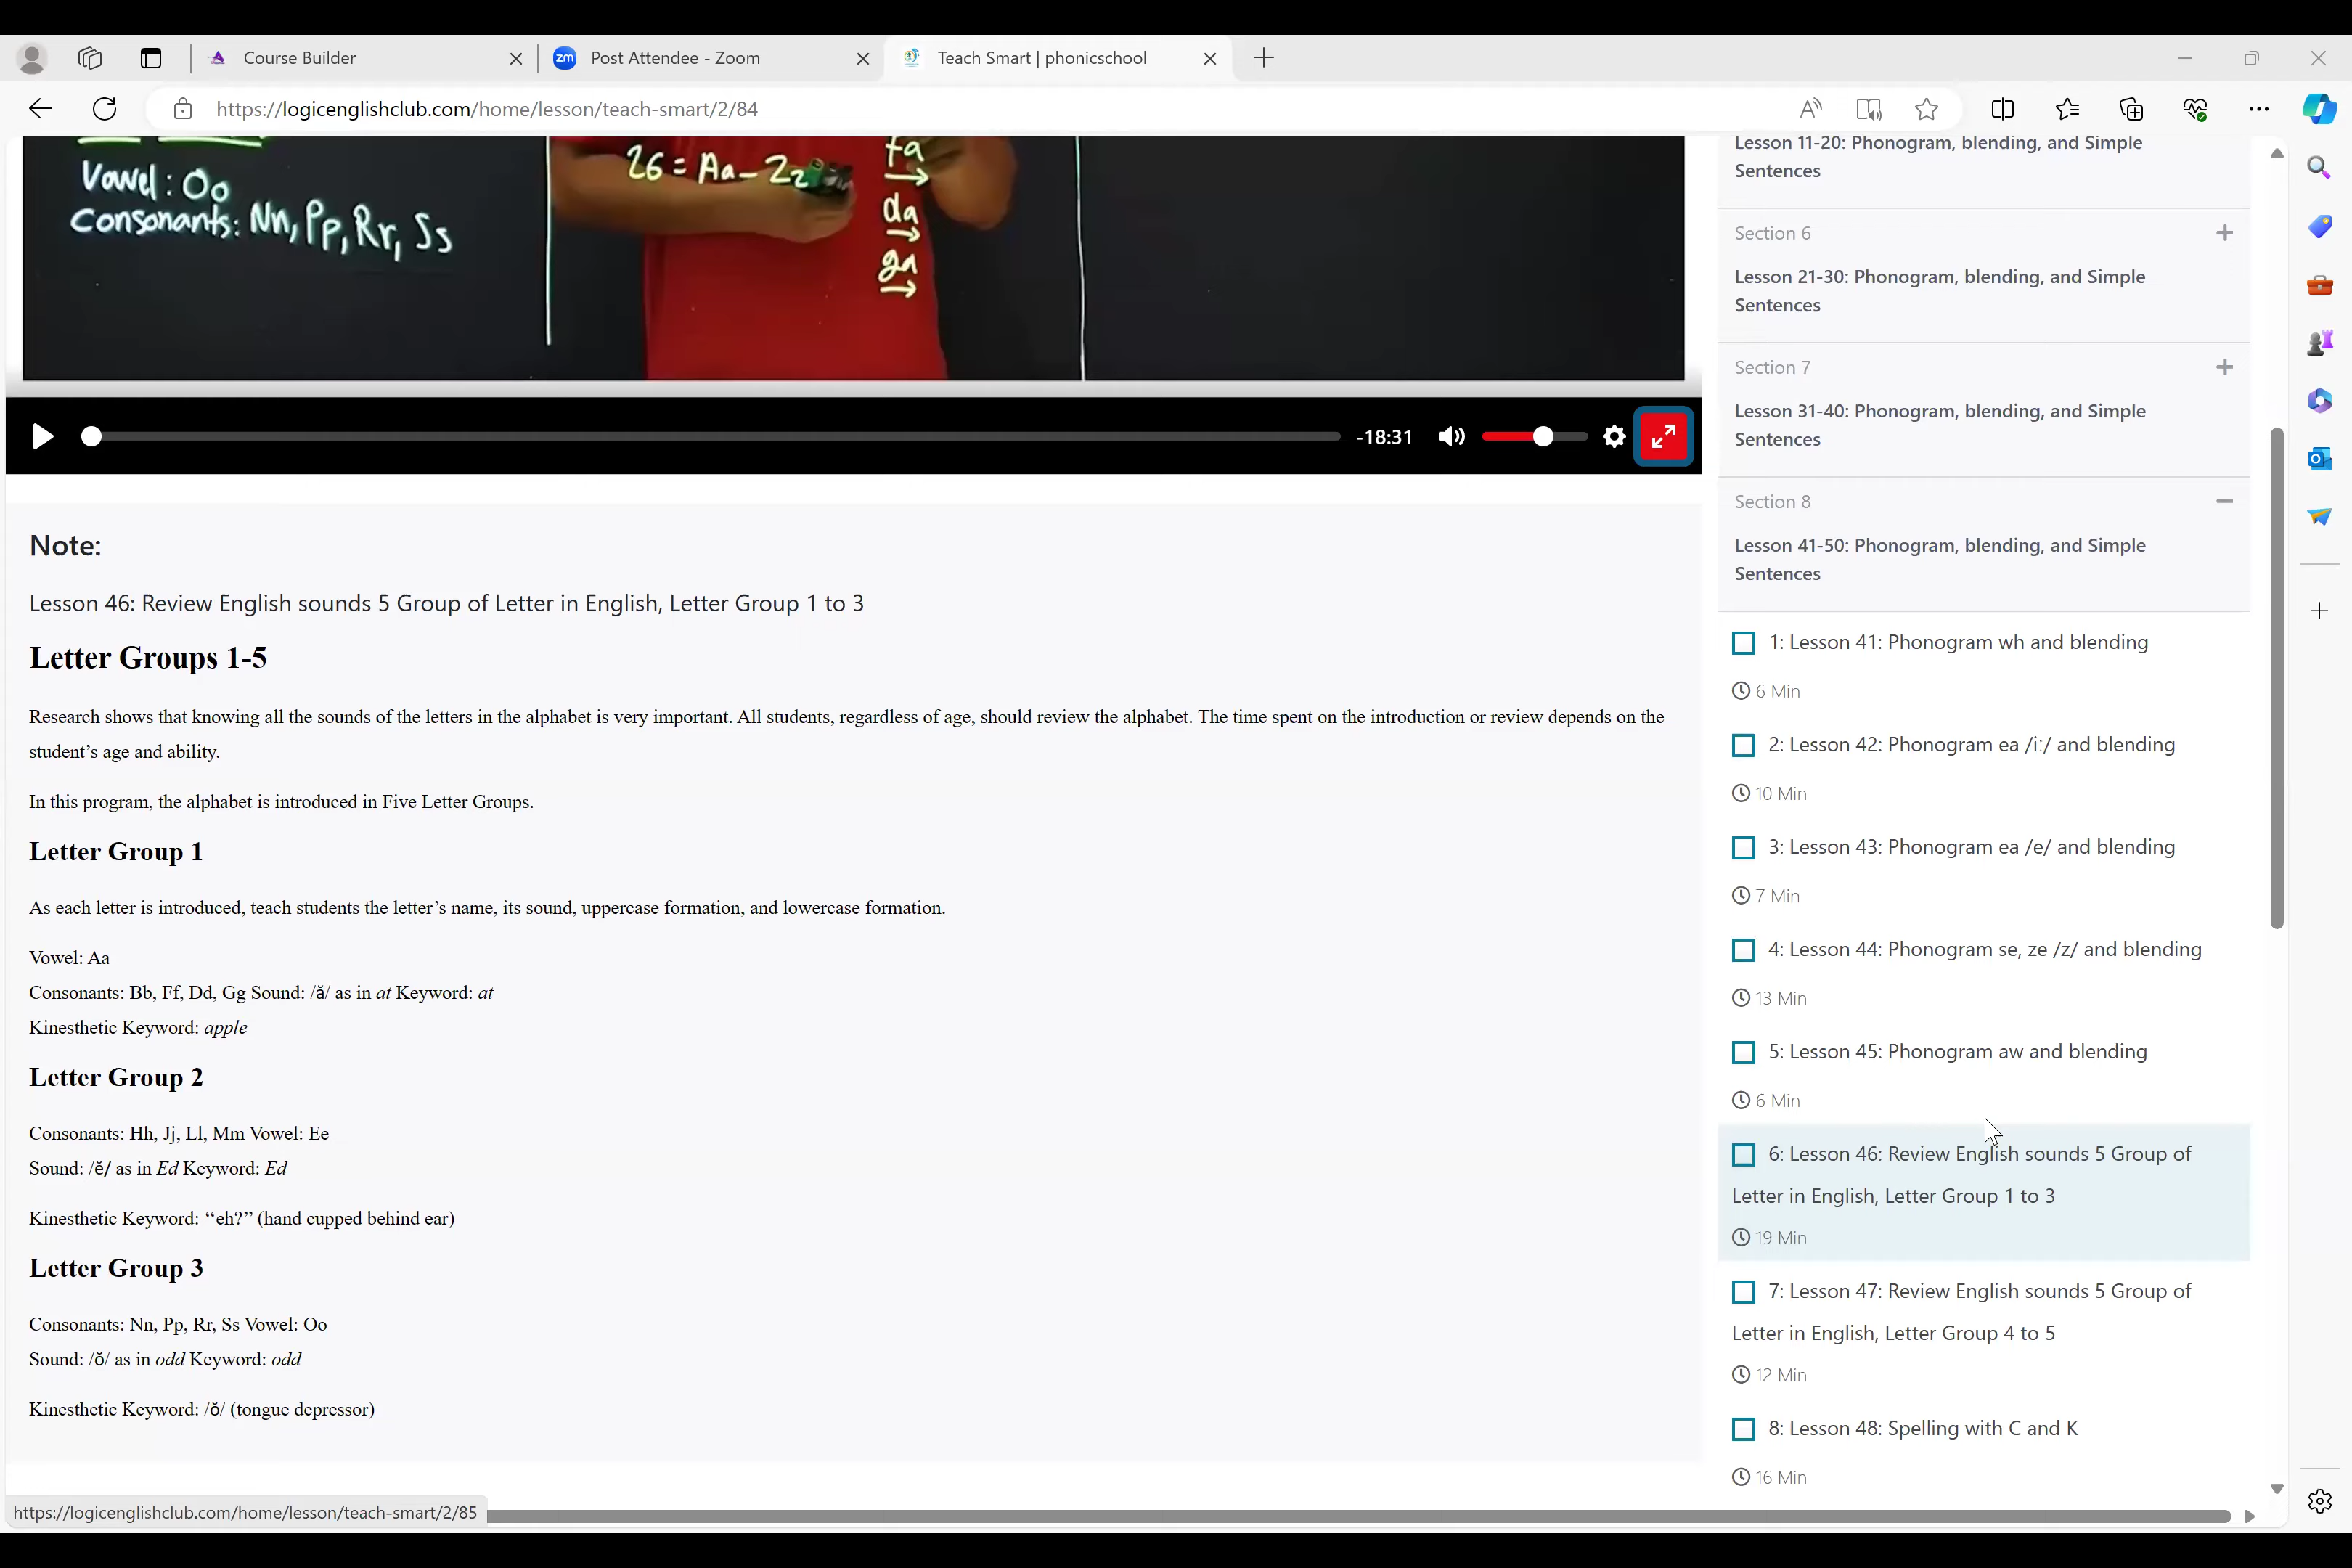 Course Builder
Post Attendee - Zoom
Teach Smart | phonicschool
https://logicenglishclub.com/home/lesson/teach-smart/2/84
Vowel: Oo
Consonants: Nn, Pp, Rr, Ss
26 = Aa - Zz
fa
da
ga
-18:31
Note:
Lesson 46: Review English sounds 5 Group of Letter in English, Letter Group 1 to 3
Letter Groups 1-5
Research shows that knowing all the sounds of the letters in the alphabet is very important. All students, regardless of age, should review the alphabet. The time spent on the introduction or review depends on the
student’s age and ability.
In this program, the alphabet is introduced in Five Letter Groups.
Letter Group 1
As each letter is introduced, teach students the letter’s name, its sound, uppercase formation, and lowercase formation.
Vowel: Aa
Consonants: Bb, Ff, Dd, Gg Sound: /ă/ as in at Keyword: at
Kinesthetic Keyword: apple
Letter Group 2
Consonants: Hh, Jj, Ll, Mm Vowel: Ee
Sound: /ĕ/ as in Ed Keyword: Ed
Kinesthetic Keyword: ‘‘eh?’’ (hand cupped behind ear)
Letter Group 3
Consonants: Nn, Pp, Rr, Ss Vowel: Oo
Sound: /ŏ/ as in odd Keyword: odd
Kinesthetic Keyword: /ŏ/ (tongue depressor)
https://logicenglishclub.com/home/lesson/teach-smart/2/85
Lesson 11-20: Phonogram, blending, and Simple
Sentences
Section 6
Lesson 21-30: Phonogram, blending, and Simple
Sentences
Section 7
Lesson 31-40: Phonogram, blending, and Simple
Sentences
Section 8
Lesson 41-50: Phonogram, blending, and Simple
Sentences
1: Lesson 41: Phonogram wh and blending
6 Min
2: Lesson 42: Phonogram ea /i:/ and blending
10 Min
3: Lesson 43: Phonogram ea /e/ and blending
7 Min
4: Lesson 44: Phonogram se, ze /z/ and blending
13 Min
5: Lesson 45: Phonogram aw and blending
6 Min
6: Lesson 46: Review English sounds 5 Group of
Letter in English, Letter Group 1 to 3
19 Min
7: Lesson 47: Review English sounds 5 Group of
Letter in English, Letter Group 4 to 5
12 Min
8: Lesson 48: Spelling with C and K
16 Min